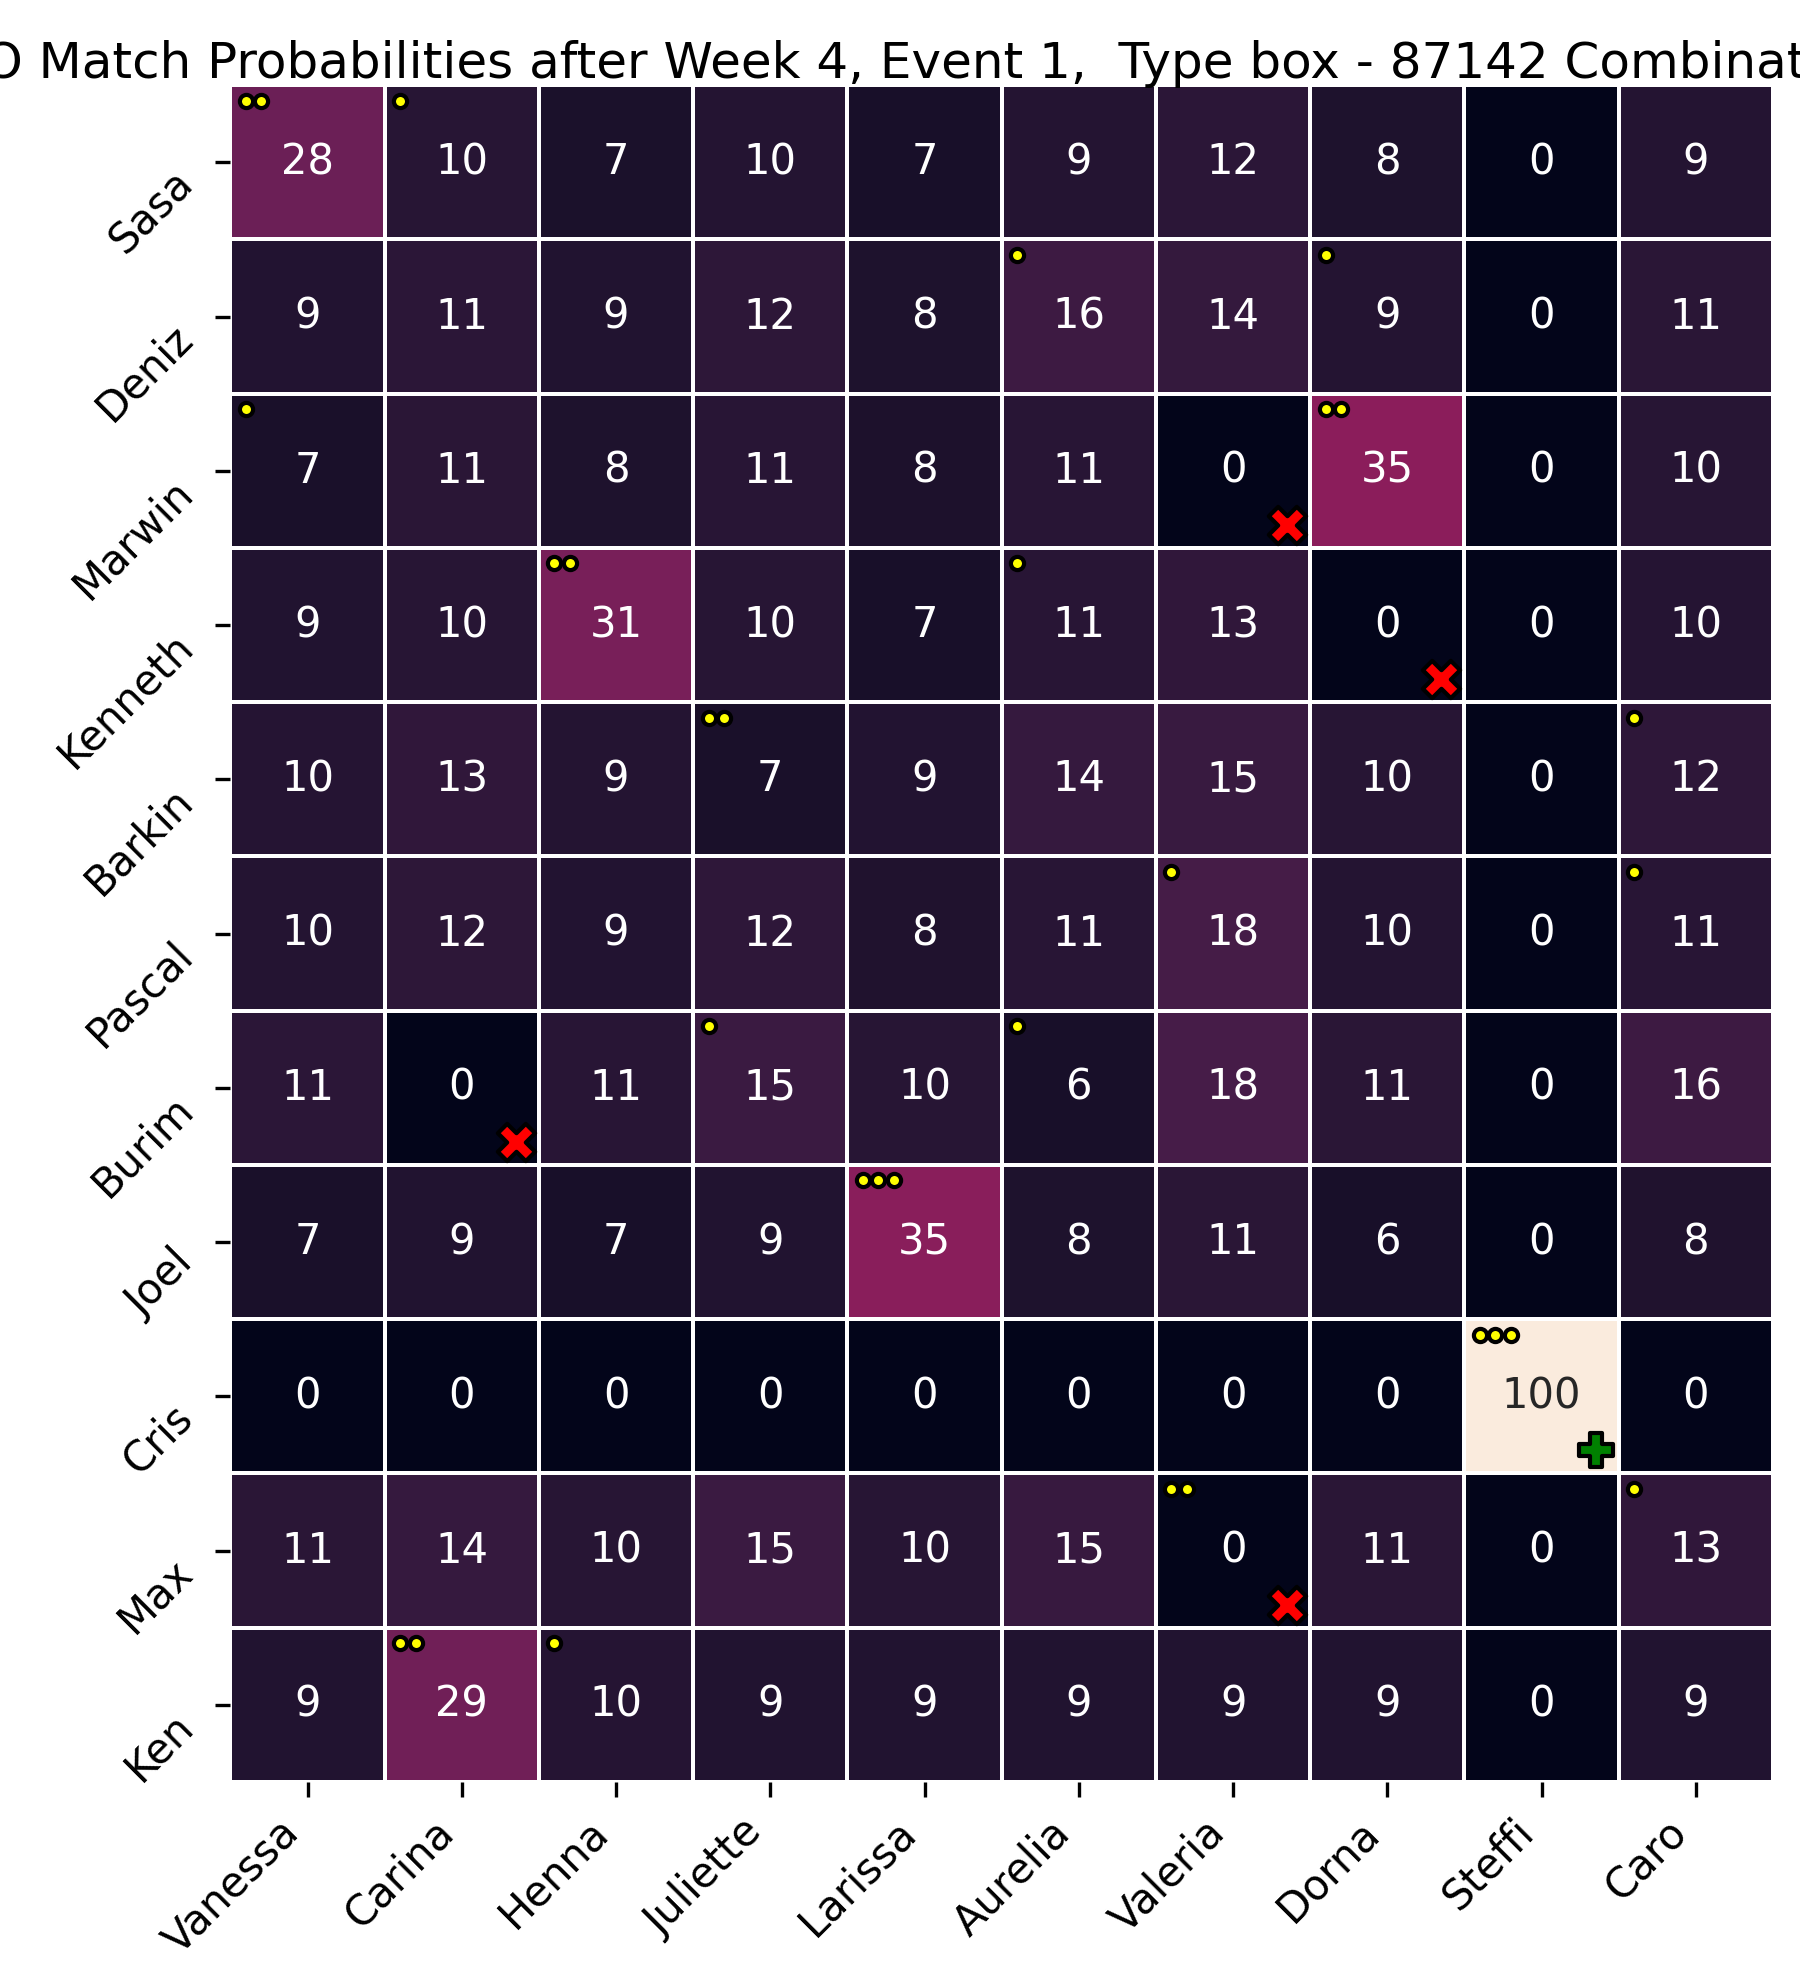 O Match Probabilities after Week 4, Event 1,  Type box - 87142 Combinat
Sasa 28 10 7 10 7 9 12 8 0 9
Deniz 9 11 9 12 8 16 14 9 0 11
Marwin 7 11 8 11 8 11 0 35 0 10
Kenneth 9 10 31 10 7 11 13 0 0 10
Barkin 10 13 9 7 9 14 15 10 0 12
Pascal 10 12 9 12 8 11 18 10 0 11
Burim 11 0 11 15 10 6 18 11 0 16
Joel 7 9 7 9 35 8 11 6 0 8
Cris 0 0 0 0 0 0 0 0 100 0
Max 11 14 10 15 10 15 0 11 0 13
Ken 9 29 10 9 9 9 9 9 0 9
Vanessa Carina Henna Juliette Larissa Aurelia Valeria Dorna Steffi Caro